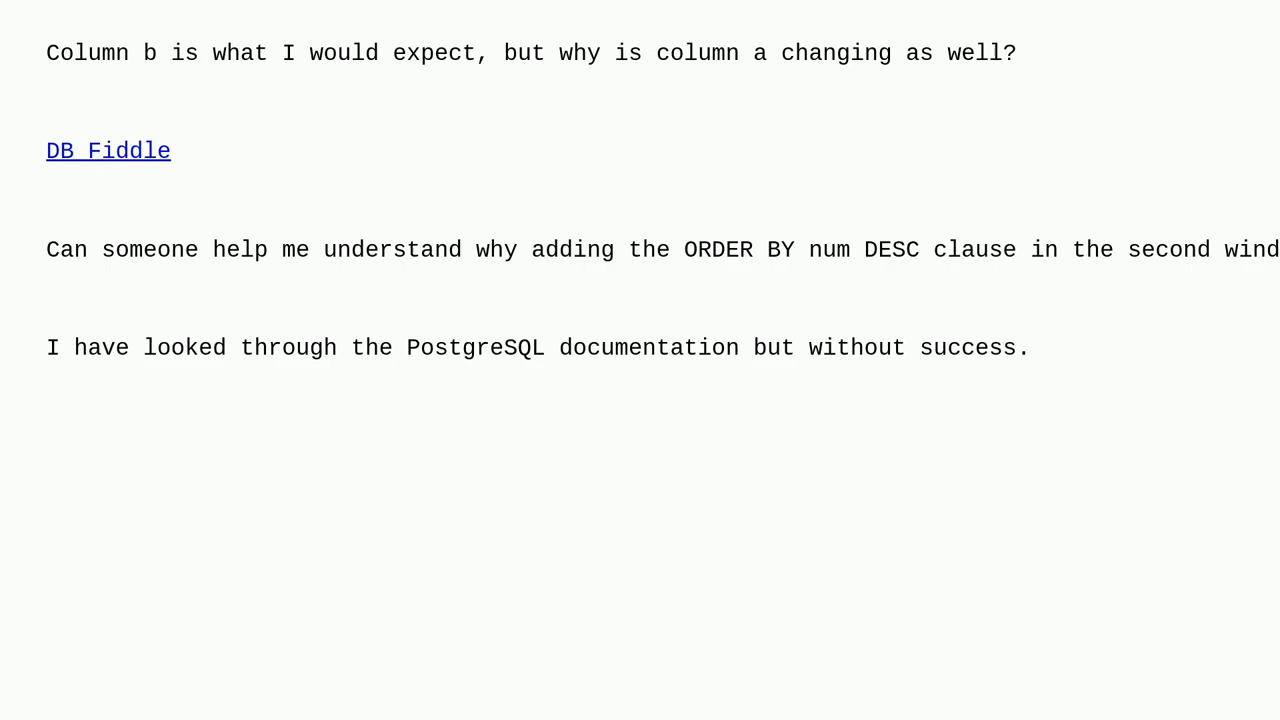 Column b is what I would expect, but why is column a changing as well?
DB Fiddle
Can someone help me understand why adding the ORDER BY num DESC clause in the second wind
I have looked through the PostgreSQL documentation but without success.